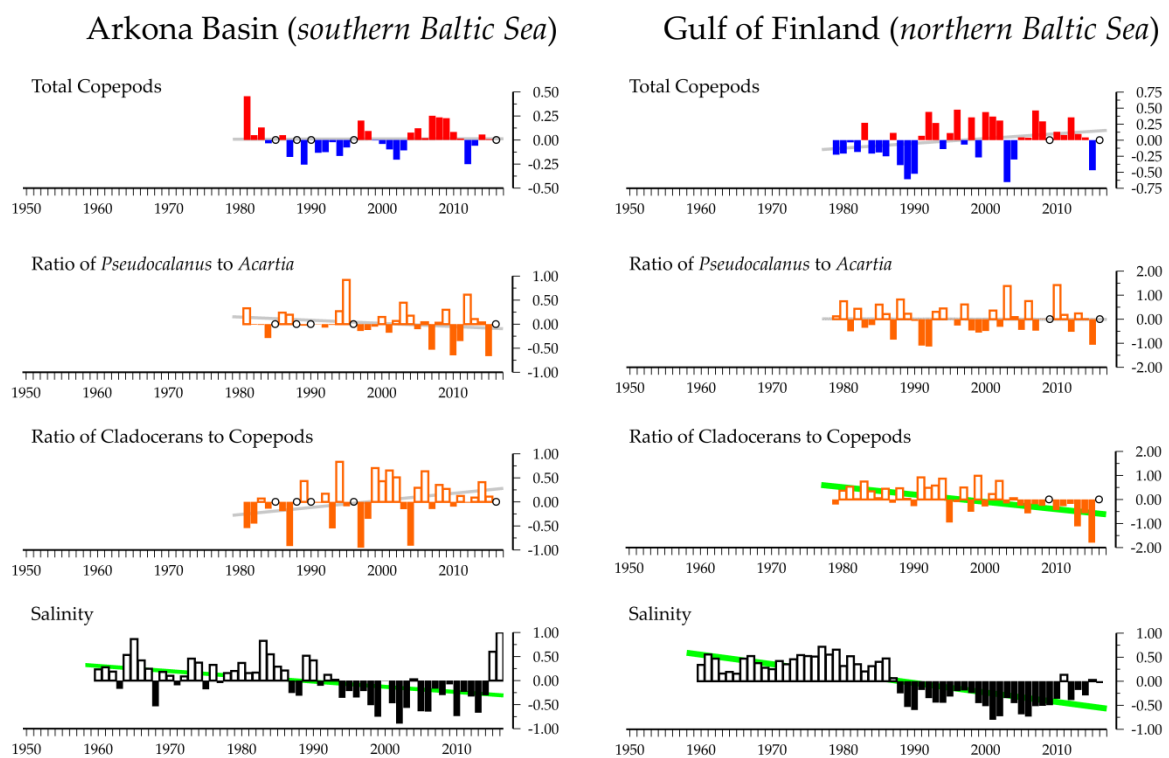 Arkona Basin (southern Baltic Sea)
Total Copepods
0.50
0.25
0.00
-0.25
-0.50
1950 1960 1970 1980 1990 2000 2010
Ratio of Pseudocalanus to Acartia
1.00
0.50
0.00
-0.50
-1.00
1950 1960 1970 1980 1990 2000 2010
Ratio of Cladocerans to Copepods
1.00
0.50
0.00
-0.50
-1.00
1950 1960 1970 1980 1990 2000 2010
Salinity
1.00
0.50
0.00
-0.50
-1.00
1950 1960 1970 1980 1990 2000 2010
Gulf of Finland (northern Baltic Sea)
Total Copepods
0.75
0.50
0.25
0.00
-0.25
-0.50
-0.75
1950 1960 1970 1980 1990 2000 2010
Ratio of Pseudocalanus to Acartia
2.00
1.00
0.00
-1.00
-2.00
1950 1960 1970 1980 1990 2000 2010
Ratio of Cladocerans to Copepods
2.00
1.00
0.00
-1.00
-2.00
1950 1960 1970 1980 1990 2000 2010
Salinity
1.00
0.50
0.00
-0.50
-1.00
1950 1960 1970 1980 1990 2000 2010